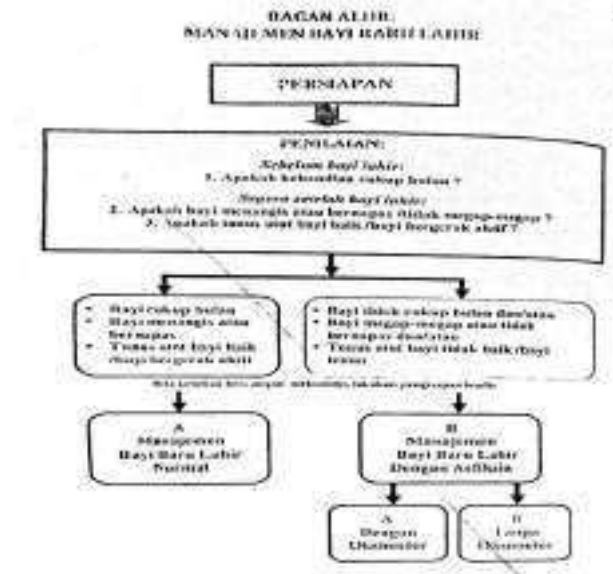 BAGAN ALUR:
MANAJEMEN BAYI BARU LAHIR
PERSIAPAN
PENILAIAN:
Sebelum bayi lahir:
1. Apakah kehamilan cukup bulan ?
Segera setelah bayi lahir:
2. Apakah bayi menangis atau bernapas /tidak megap-megap ?
3. Apakah tonus otot bayi baik /bayi bergerak aktif ?
• Bayi cukup bulan
• Bayi menangis atau
bernapas
• Tonus otot bayi baik
/bayi bergerak aktif
• Bayi tidak cukup bulan dan/atau
• Bayi megap-megap atau tidak
bernapas dan/atau
• Tonus otot bayi tidak baik /bayi
lemas
A
Manajemen
Bayi Baru Lahir
Normal
B
Manajemen
Bayi Baru Lahir
Dengan Asfiksia
A
Dengan
B